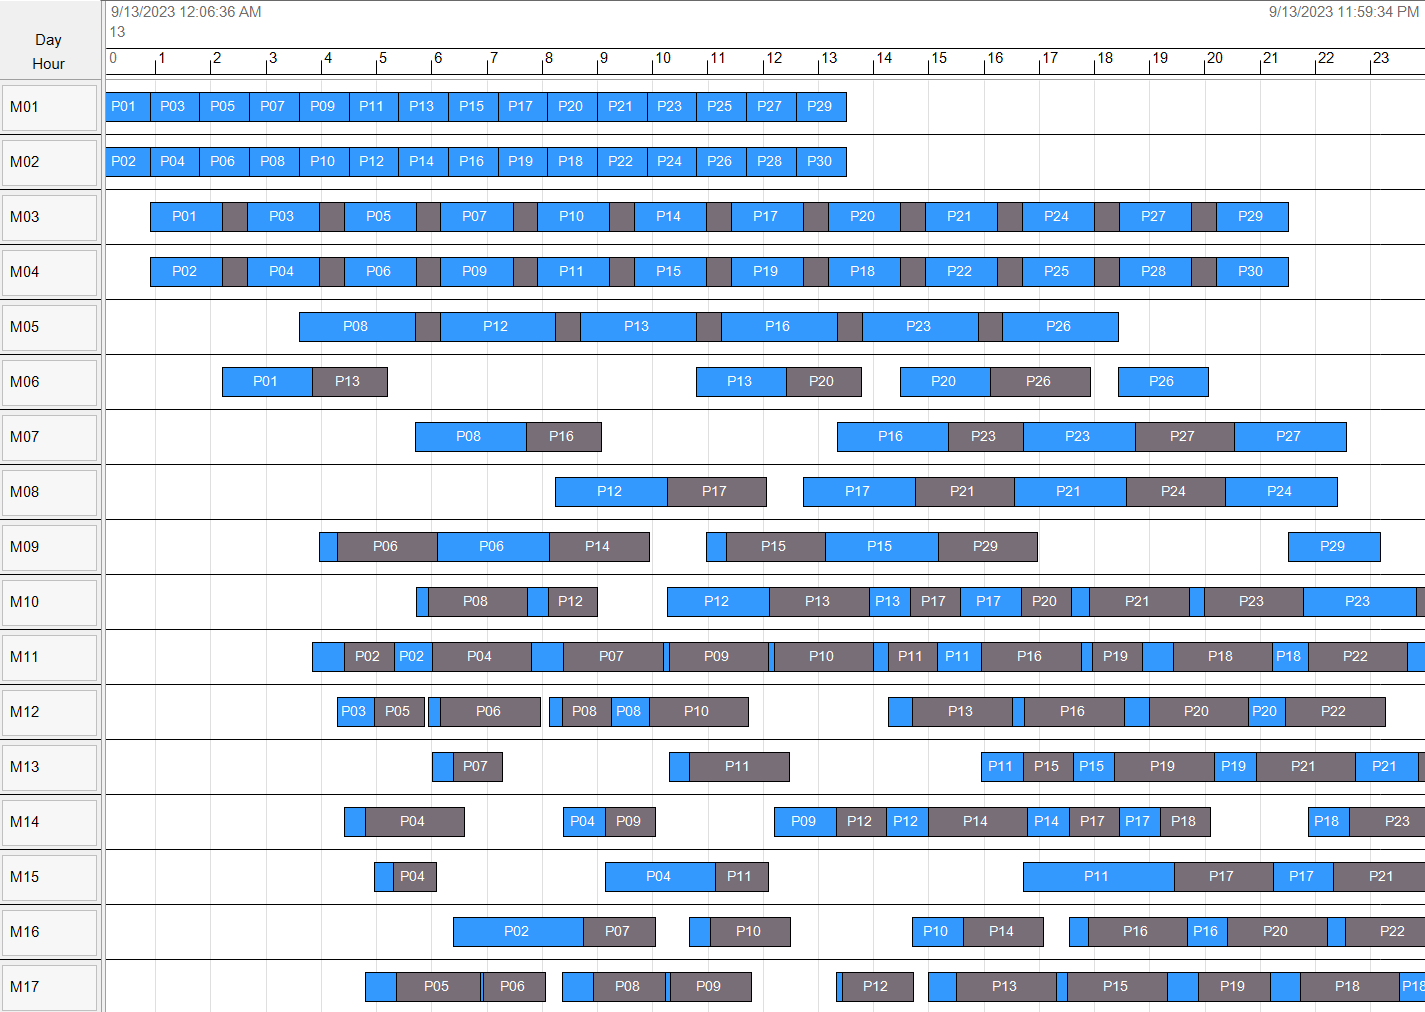 9/13/2023 12:06:36 AM 9/13/2023 11:59:34 PM
13
Day
Hour 0 1 2 3 4 5 6 7 8 9 10 11 12 13 14 15 16 17 18 19 20 21 22 23
M01 P01 P03 P05 P07 P09 P11 P13 P15 P17 P20 P21 P23 P25 P27 P29
M02 P02 P04 P06 P08 P10 P12 P14 P16 P19 P18 P22 P24 P26 P28 P30
M03 P01 P03 P05 P07 P10 P14 P17 P20 P21 P24 P27 P29
M04 P02 P04 P06 P09 P11 P15 P19 P18 P22 P25 P28 P30
M05 P08 P12 P13 P16 P23 P26
M06 P01 P13 P13 P20 P20 P26 P26
M07 P08 P16 P16 P23 P23 P27 P27
M08 P12 P17 P17 P21 P21 P24 P24
M09 P06 P06 P14 P15 P15 P29 P29
M10 P08 P12 P12 P13 P13 P17 P17 P20 P21 P23 P23
M11 P02 P02 P04 P07 P09 P10 P11 P11 P16 P19 P18 P18 P22
M12 P03 P05 P06 P08 P08 P10 P13 P16 P20 P20 P22
M13 P07 P11 P11 P15 P15 P19 P19 P21 P21
M14 P04 P04 P09 P09 P12 P12 P14 P14 P17 P17 P18 P18 P23
M15 P04 P04 P11 P11 P17 P17 P21
M16 P02 P07 P10 P10 P14 P16 P16 P20 P22
M17 P05 P06 P08 P09 P12 P13 P15 P19 P18 P18